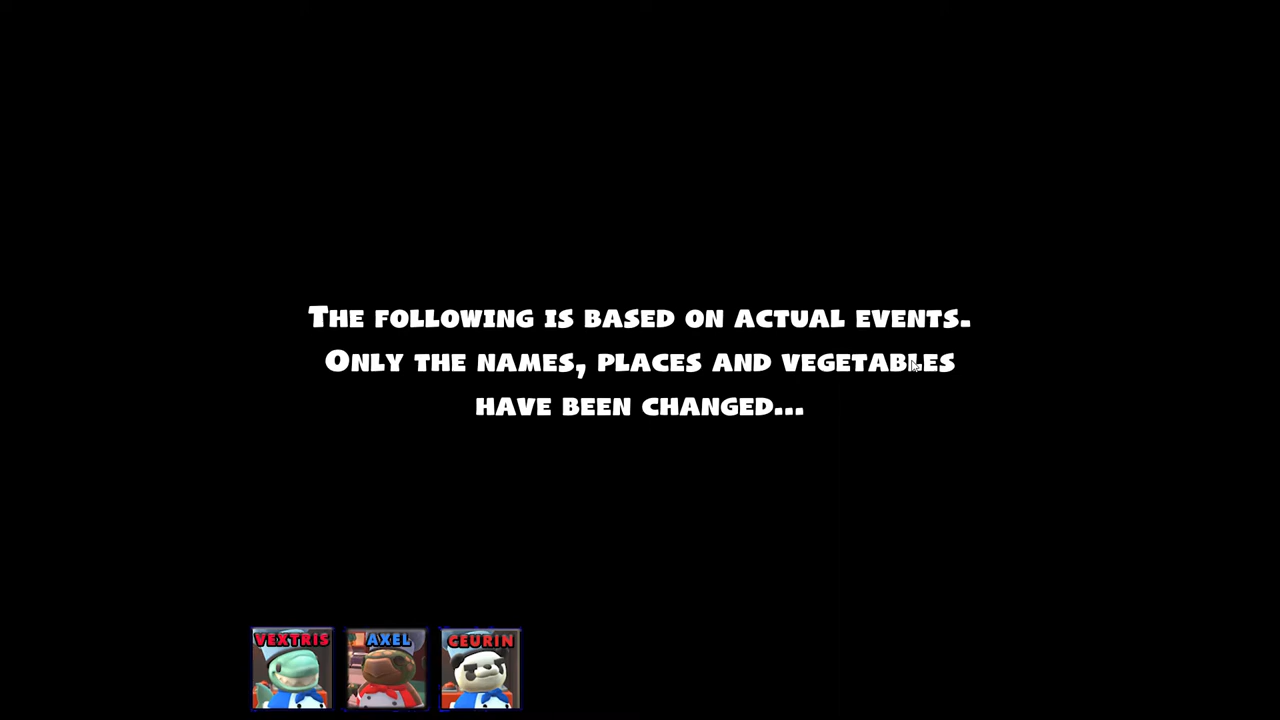 The following is based on actual events.
Only the names, places and vegetables
have been changed...
VEXTRIS AXEL GEURIN